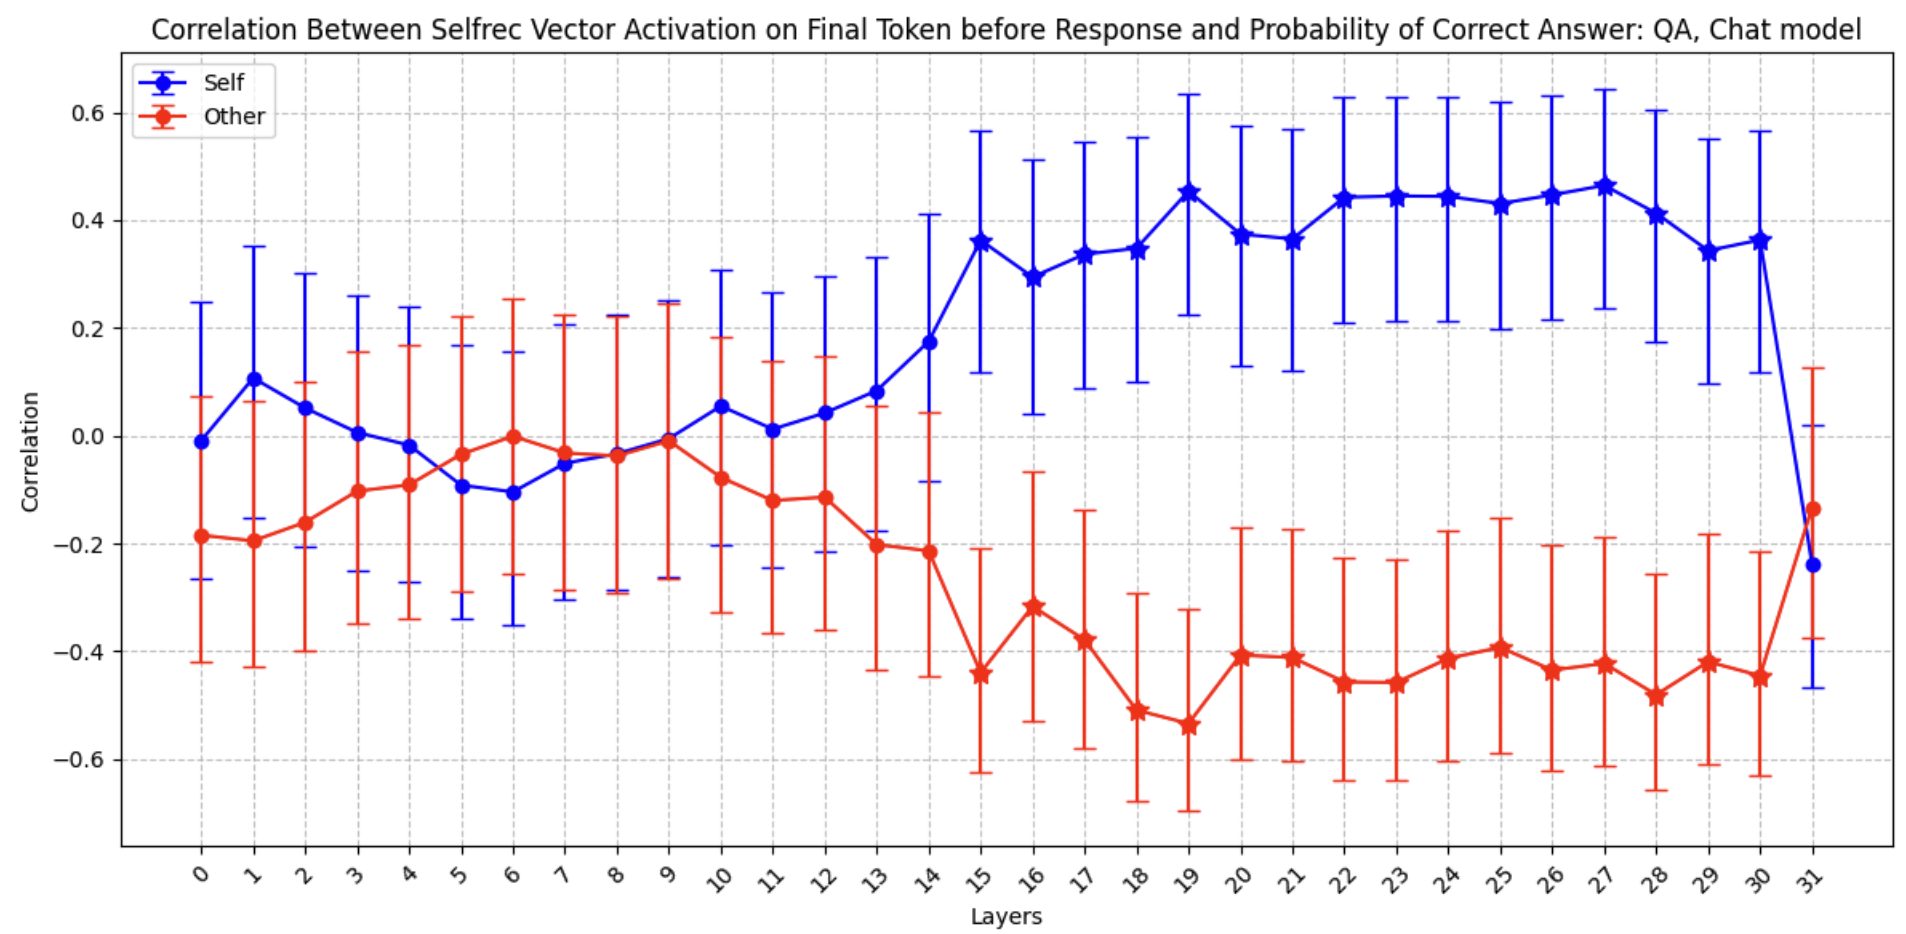 Correlation Between Selfrec Vector Activation on Final Token before Response and Probability of Correct Answer: QA, Chat model
Self
Other
Correlation
0.6
0.4
0.2
0.0
−0.2
−0.4
−0.6
0 1 2 3 4 5 6 7 8 9 10 11 12 13 14 15 16 17 18 19 20 21 22 23 24 25 26 27 28 29 30 31
Layers